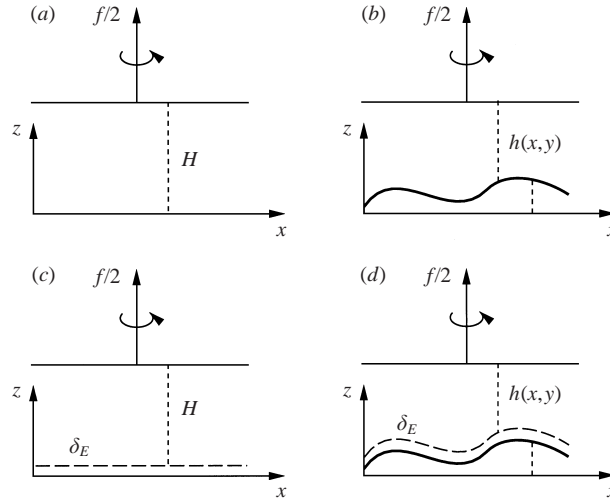 (a) f/2
z
H
x
(b) f/2
z
h(x, y)
x
(c) f/2
z
H
δ_E
x
(d) f/2
z
h(x, y)
δ_E
x